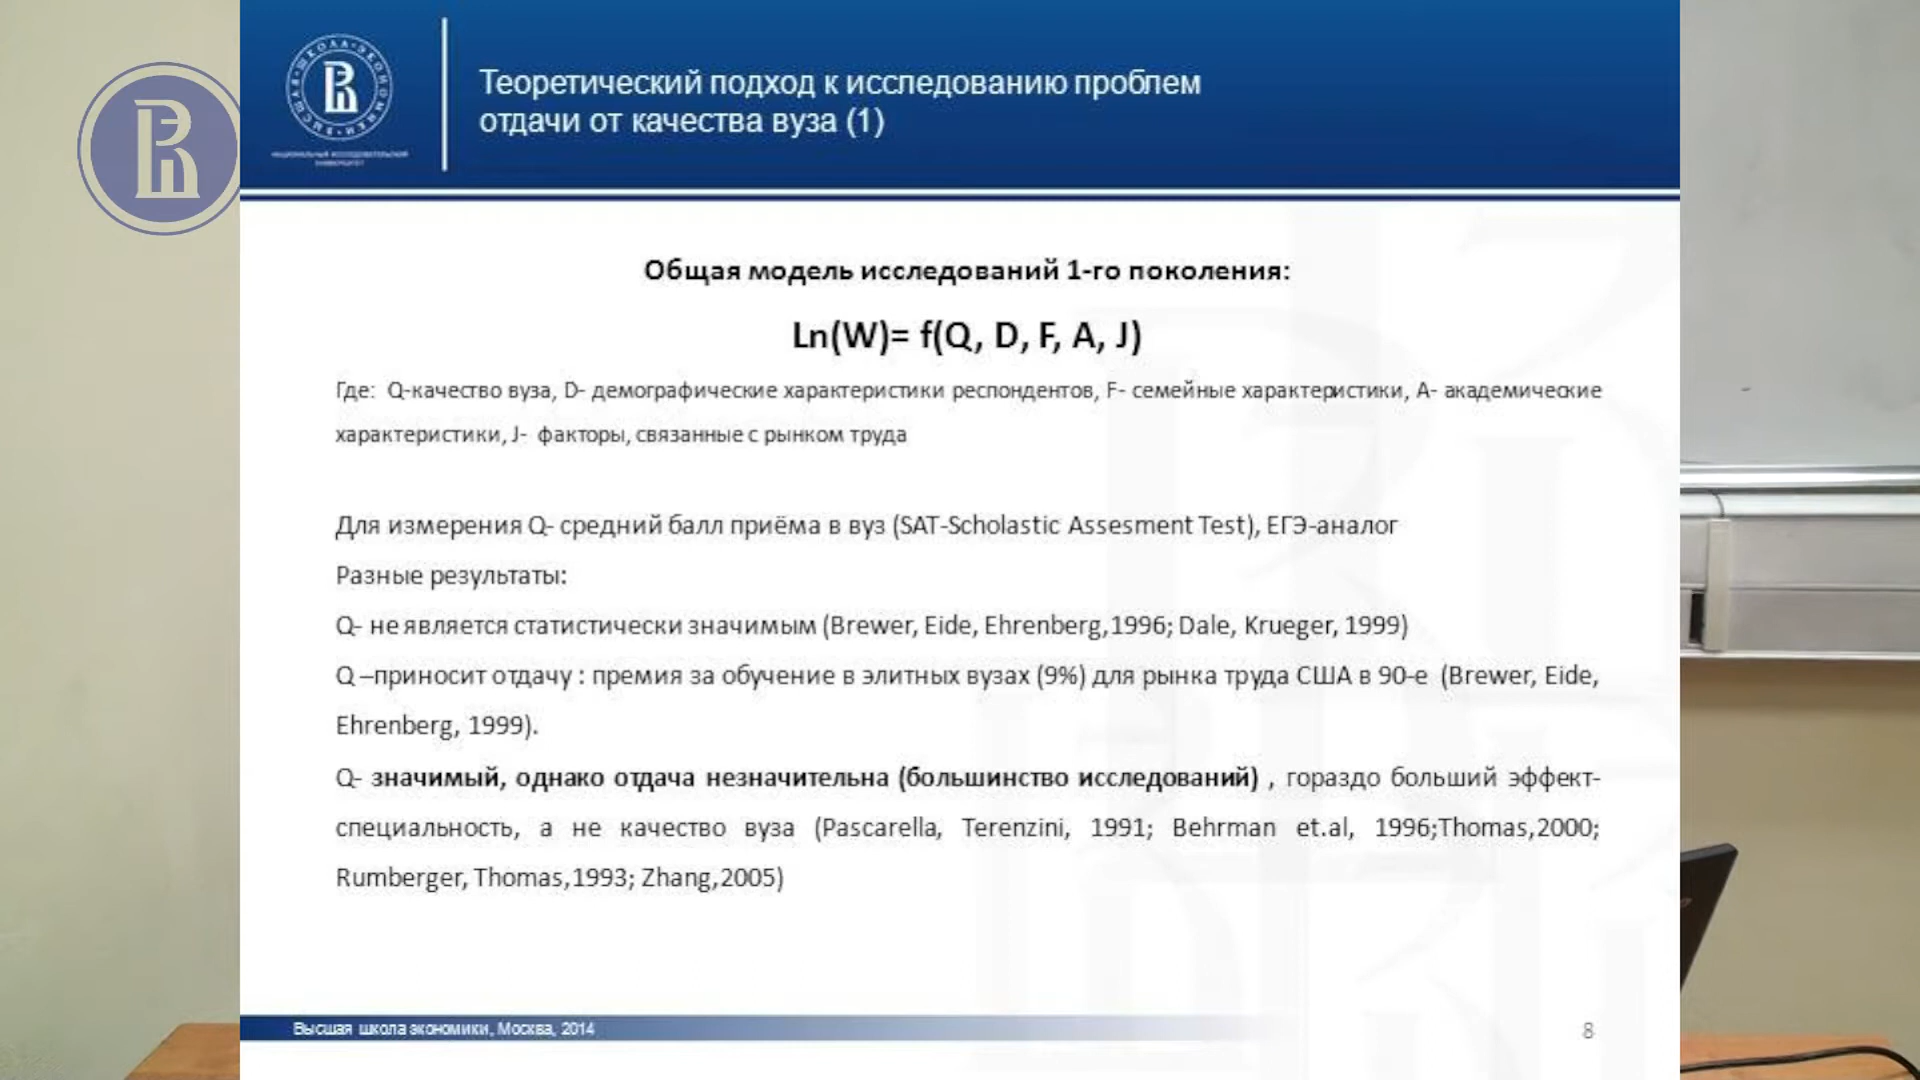 Теоретический подход к исследованию проблем
отдачи от качества вуза (1)
Общая модель исследований 1-го поколения:
Ln(W)= f(Q, D, F, A, J)
Где: Q-качество вуза, D- демографические характеристики респондентов, F- семейные характеристики, А- академические
характеристики, J- факторы, связанные с рынком труда
Для измерения Q- средний балл приёма в вуз (SAT-Scholastic Assesment Test), ЕГЭ-аналог
Разные результаты:
Q- не является статистически значимым (Brewer, Eide, Ehrenberg,1996; Dale, Krueger, 1999)
Q –приносит отдачу : премия за обучение в элитных вузах (9%) для рынка труда США в 90-е (Brewer, Eide,
Ehrenberg, 1999).
Q- значимый, однако отдача незначительна (большинство исследований) , гораздо больший эффект-
специальность, а не качество вуза (Pascarella, Terenzini, 1991; Behrman et.al, 1996;Thomas,2000;
Rumberger, Thomas,1993; Zhang,2005)
Высшая школа экономики, Москва, 2014
8